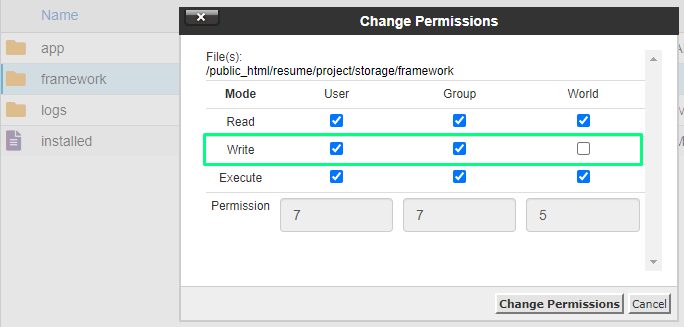 Name
app
framework
logs
installed
Change Permissions
File(s):
/public_html/resume/project/storage/framework
Mode User Group World
Read
Write
Execute
Permission 7 7 5
Change Permissions Cancel